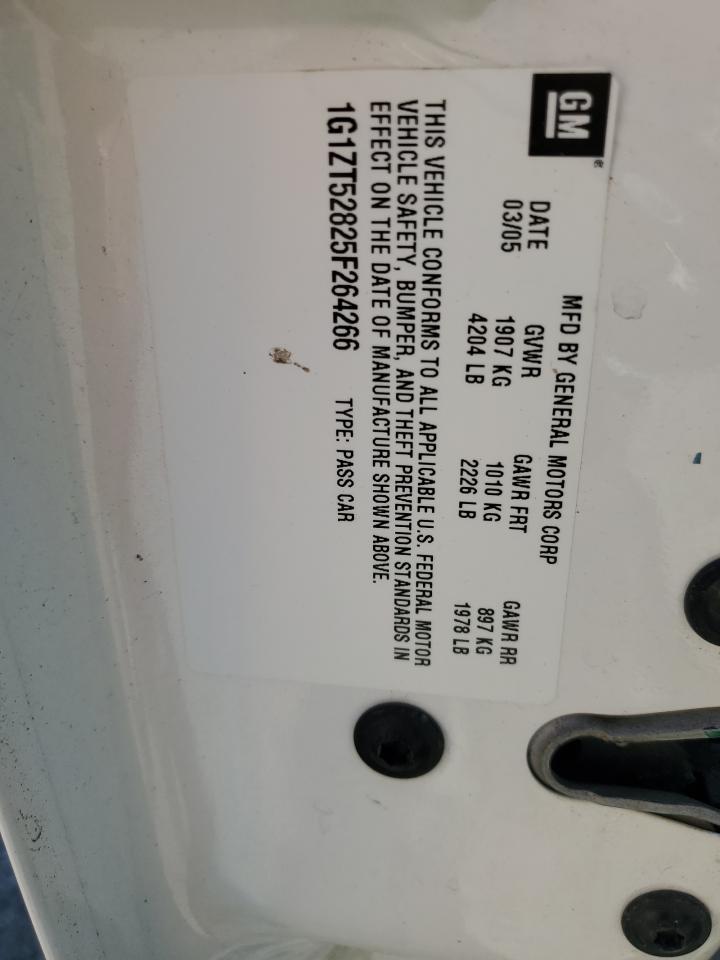 GM
MFD BY GENERAL MOTORS CORP
DATE GVWR GAWR FRT GAWR RR
03/05 1907 KG 1010 KG 897 KG
4204 LB 2226 LB 1978 LB
THIS VEHICLE CONFORMS TO ALL APPLICABLE U.S. FEDERAL MOTOR
VEHICLE SAFETY, BUMPER, AND THEFT PREVENTION STANDARDS IN
EFFECT ON THE DATE OF MANUFACTURE SHOWN ABOVE.
1G1ZT52825F264266 TYPE: PASS CAR